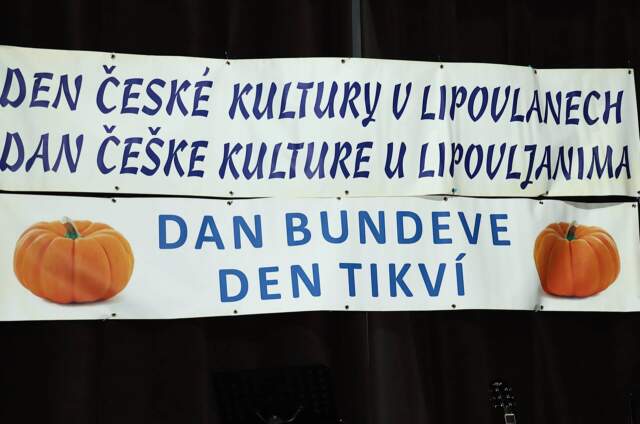 DEN ČESKÉ KULTURY V LIPOVLANECH
DAN ČEŠKE KULTURE U LIPOVLJANIMA
DAN BUNDEVE
DEN TIKVÍ